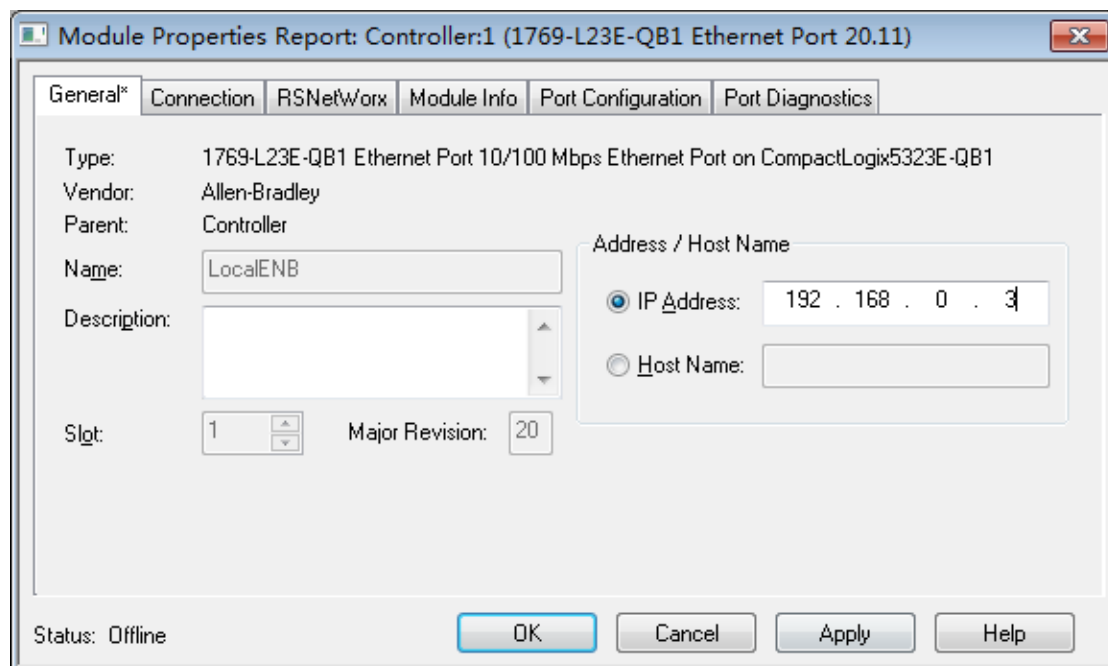 Module Properties Report: Controller:1 (1769-L23E-QB1 Ethernet Port 20.11)
General* Connection RSNetWorx Module Info Port Configuration Port Diagnostics
Type: 1769-L23E-QB1 Ethernet Port 10/100 Mbps Ethernet Port on CompactLogix5323E-QB1
Vendor: Allen-Bradley
Parent: Controller
Name: LocalENB
Description:
Slot: 1 Major Revision: 20
Address / Host Name
IP Address: 192 . 168 . 0 . 3
Host Name:
Status: Offline OK Cancel Apply Help